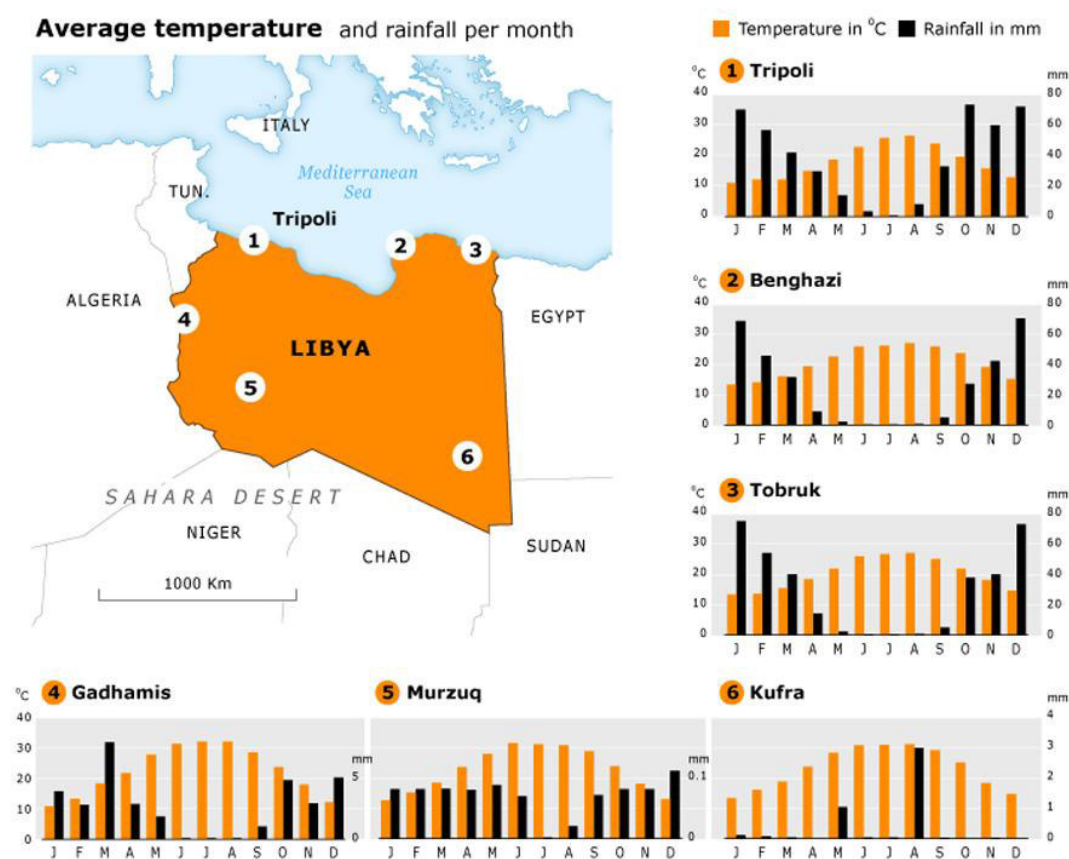 Average temperature and rainfall per month
Temperature in °C Rainfall in mm
ITALY
Mediterranean
Sea
TUN.
Tripoli
1
2
3
ALGERIA
4
EGYPT
LIBYA
5
6
SAHARA DESERT
NIGER
CHAD
SUDAN
1000 Km
°C 1 Tripoli mm
40 80
30 60
20 40
10 20
0 0
J F M A M J J A S O N D
°C 2 Benghazi mm
40 80
30 60
20 40
10 20
0 0
J F M A M J J A S O N D
°C 3 Tobruk mm
40 80
30 60
20 40
10 20
0 0
J F M A M J J A S O N D
°C 4 Gadhamis
40
30
20
10
0
mm
5
0
J F M A M J J A S O N D
5 Murzuq
mm
0.1
0
J F M A M J J A S O N D
6 Kufra mm
4
3
2
1
0
J F M A M J J A S O N D